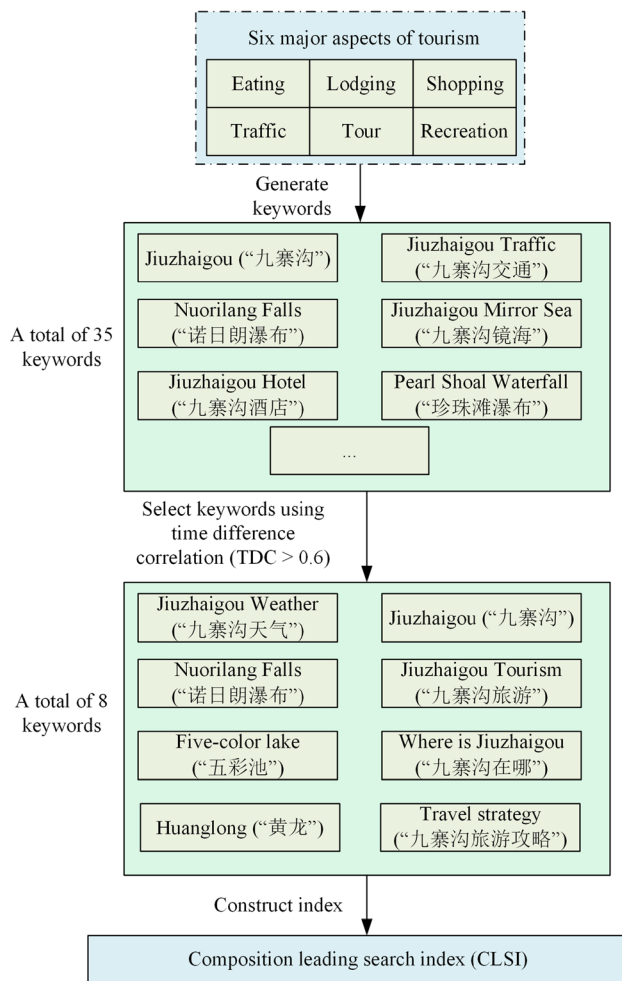 Six major aspects of tourism
Eating
Lodging
Shopping
Traffic
Tour
Recreation
Generate
keywords
A total of 35
keywords
Jiuzhaigou (“九寨沟”)
Jiuzhaigou Traffic
(“九寨沟交通”)
Nuorilang Falls
(“诺日朗瀑布”)
Jiuzhaigou Mirror Sea
(“九寨沟镜海”)
Jiuzhaigou Hotel
(“九寨沟酒店”)
Pearl Shoal Waterfall
(“珍珠滩瀑布”)
...
Select keywords using
time difference
correlation (TDC > 0.6)
A total of 8
keywords
Jiuzhaigou Weather
(“九寨沟天气”)
Jiuzhaigou (“九寨沟”)
Nuorilang Falls
(“诺日朗瀑布”)
Jiuzhaigou Tourism
(“九寨沟旅游”)
Five-color lake
(“五彩池”)
Where is Jiuzhaigou
(“九寨沟在哪”)
Huanglong (“黄龙”)
Travel strategy
(“九寨沟旅游攻略”)
Construct index
Composition leading search index (CLSI)